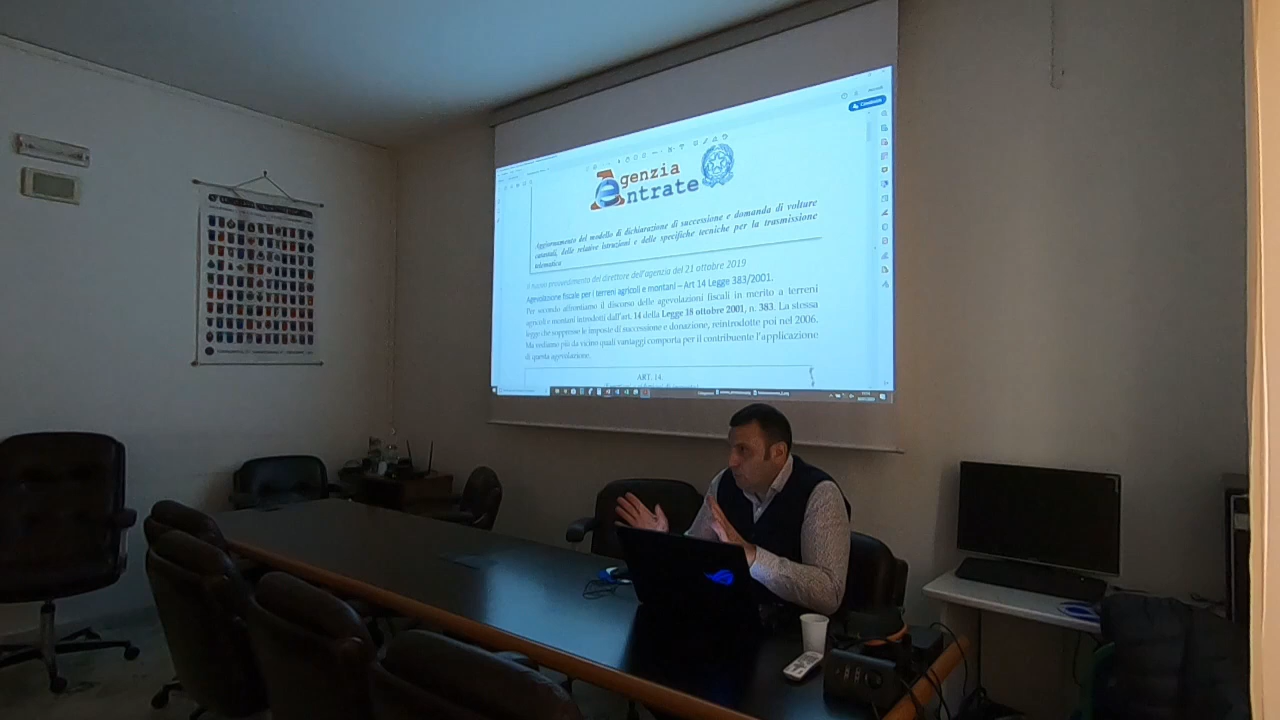 Condividi
Agenzia
entrate
Aggiornamento del modello di dichiarazione di successione e domanda di volture
catastali, delle relative istruzioni e delle specifiche tecniche per la trasmissione
telematica
Il nuovo provvedimento del direttore dell'agenzia del 21 ottobre 2019
Agevolazione fiscale per i terreni agricoli e montani – Art 14 Legge 383/2001.
Per secondo affrontiamo il discorso delle agevolazioni fiscali in merito a terreni
agricoli e montani introdotti dall'art. 14 della Legge 18 ottobre 2001, n. 383. La stessa
legge che soppresse le imposte di successione e donazione, reintrodotte poi nel 2006.
Ma vediamo più da vicino quali vantaggi comporta per il contribuente l'applicazione
di questa agevolazione.
ART. 14.